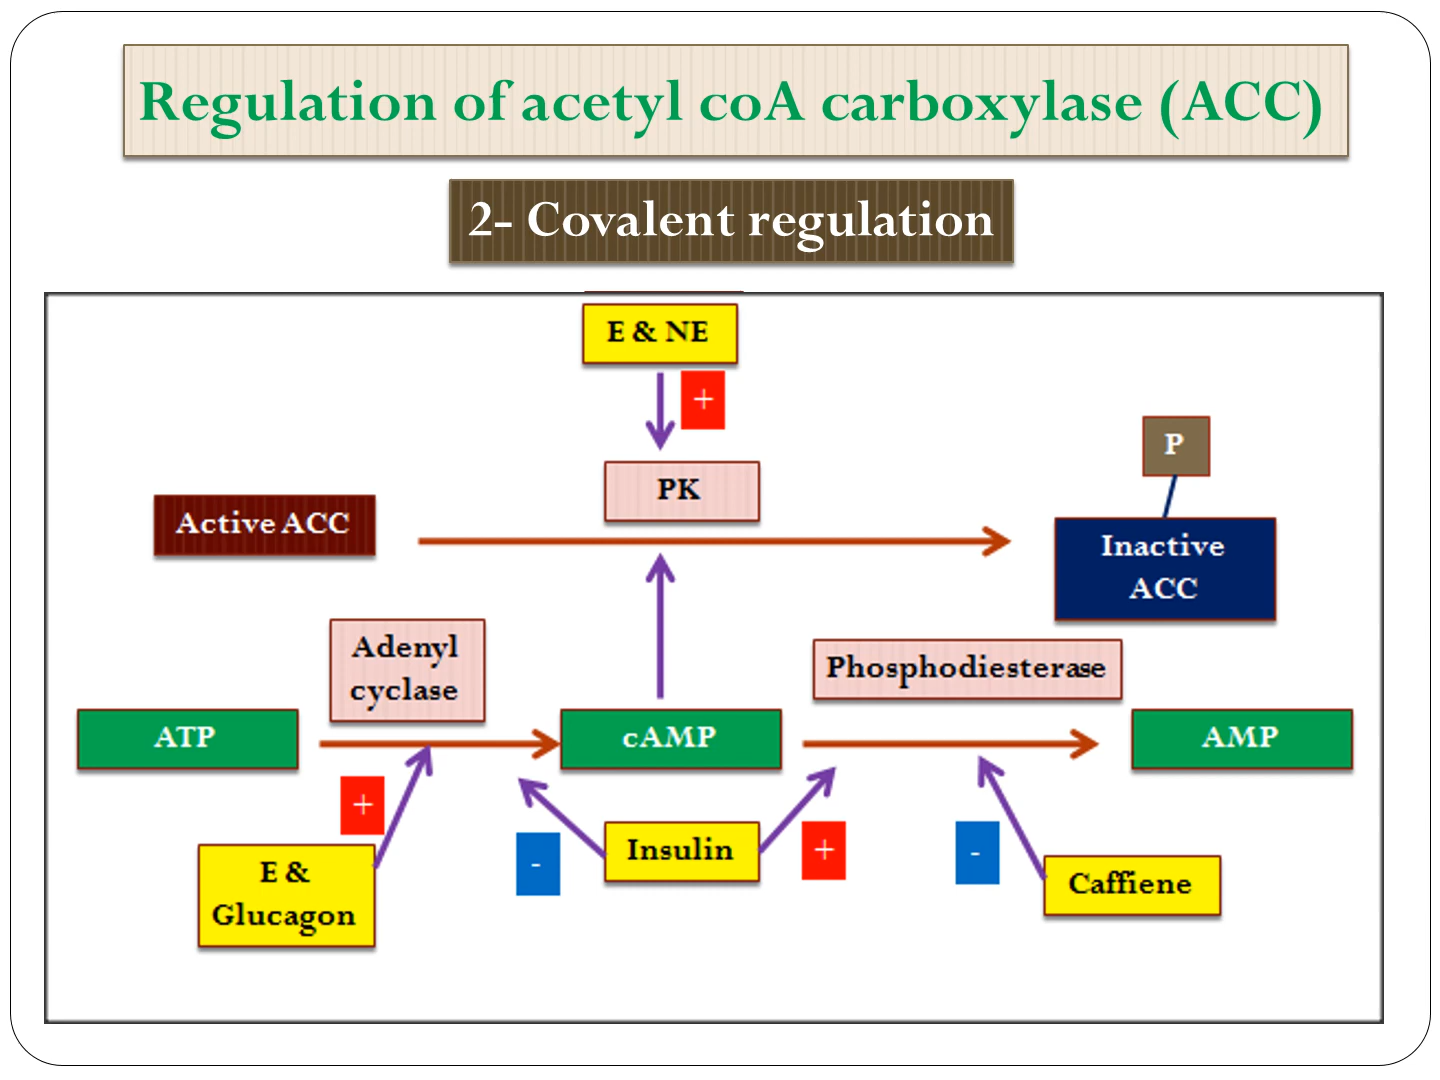 Regulation of acetyl coA carboxylase (ACC)
2- Covalent regulation
E & NE
+
P
PK
Active ACC
Inactive
ACC
Adenyl
cyclase
Phosphodiesterase
ATP
cAMP
AMP
+
-
Insulin
+
-
E &
Glucagon
Caffiene